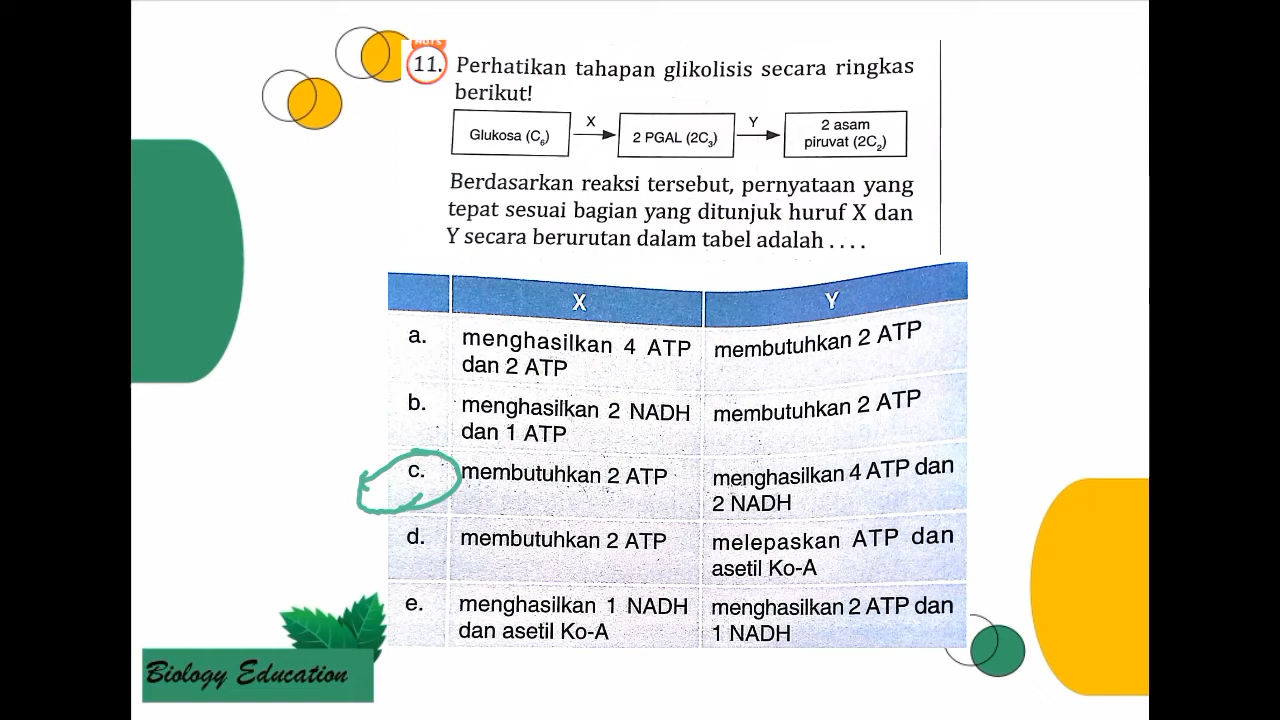 HOTS
11. Perhatikan tahapan glikolisis secara ringkas
berikut!
Glukosa (C₆)
X
2 PGAL (2C₃)
Y
2 asam
piruvat (2C₂)
Berdasarkan reaksi tersebut, pernyataan yang
tepat sesuai bagian yang ditunjuk huruf X dan
Y secara berurutan dalam tabel adalah . . . .
X
Y
a.
menghasilkan 4 ATP
dan 2 ATP
membutuhkan 2 ATP
b.
menghasilkan 2 NADH
dan 1 ATP
membutuhkan 2 ATP
c.
membutuhkan 2 ATP
menghasilkan 4 ATP dan
2 NADH
d.
membutuhkan 2 ATP
melepaskan ATP dan
asetil Ko-A
e.
menghasilkan 1 NADH
dan asetil Ko-A
menghasilkan 2 ATP dan
1 NADH
Biology Education